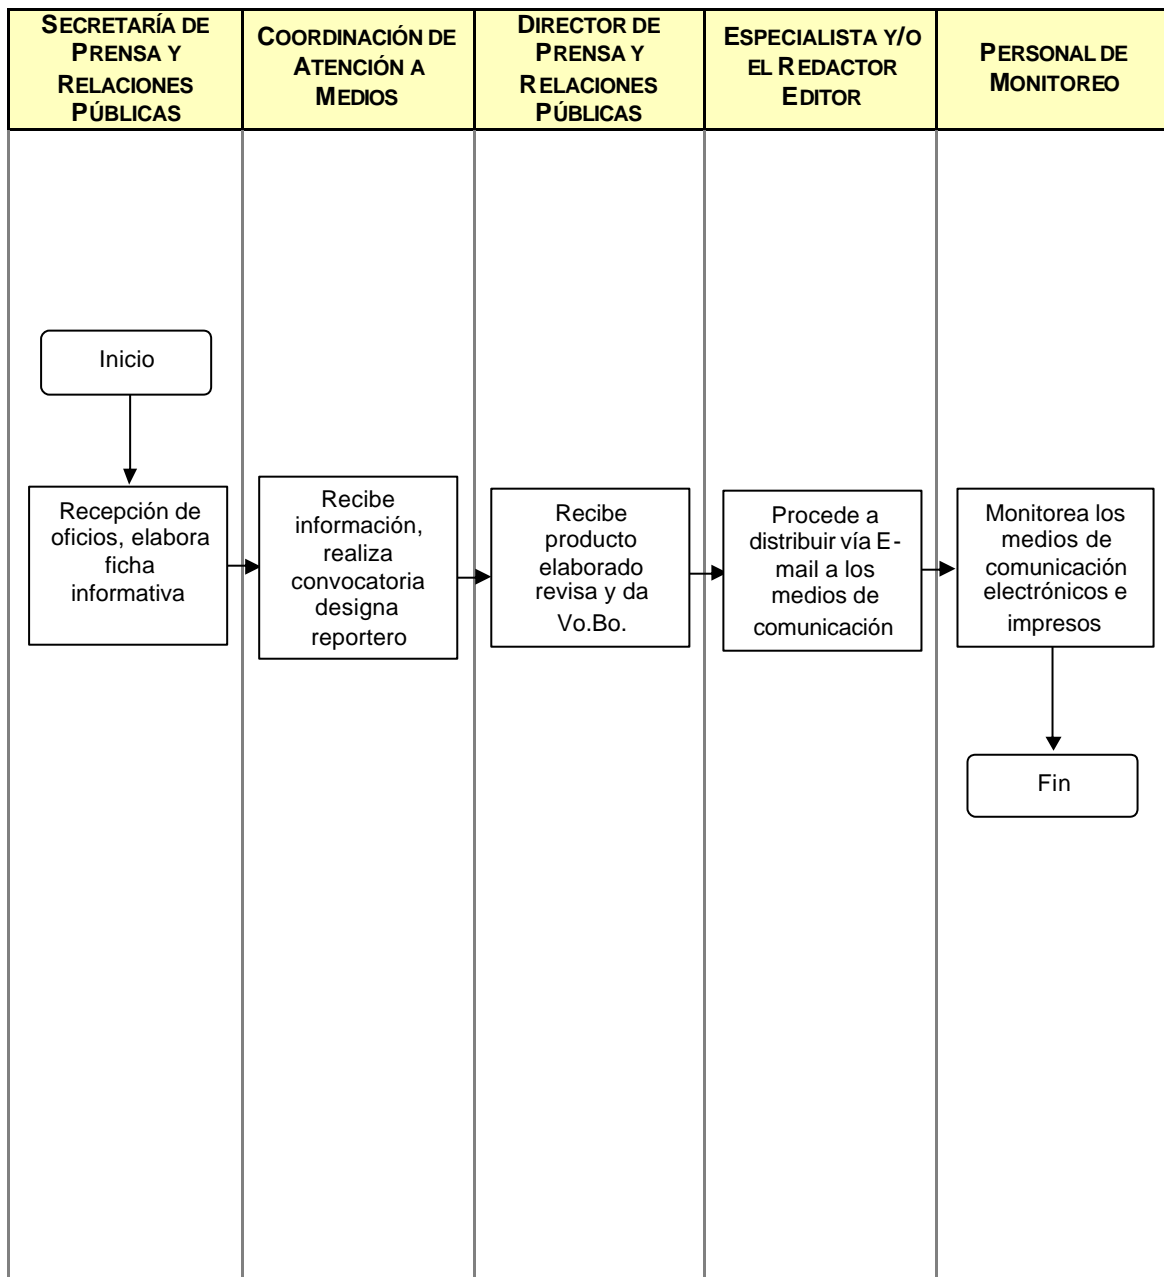 SECRETARÍA DE
PRENSA Y
RELACIONES
PÚBLICAS
COORDINACIÓN DE
ATENCIÓN A
MEDIOS
DIRECTOR DE
PRENSA Y
RELACIONES
PÚBLICAS
ESPECIALISTA Y/O
EL REDACTOR
EDITOR
PERSONAL DE
MONITOREO
Inicio
Recepción de
oficios, elabora
ficha
informativa
Recibe
información,
realiza
convocatoria
designa
reportero
Recibe
producto
elaborado
revisa y da
Vo.Bo.
Procede a
distribuir vía E-
mail a los
medios de
comunicación
Monitorea los
medios de
comunicación
electrónicos e
impresos
Fin